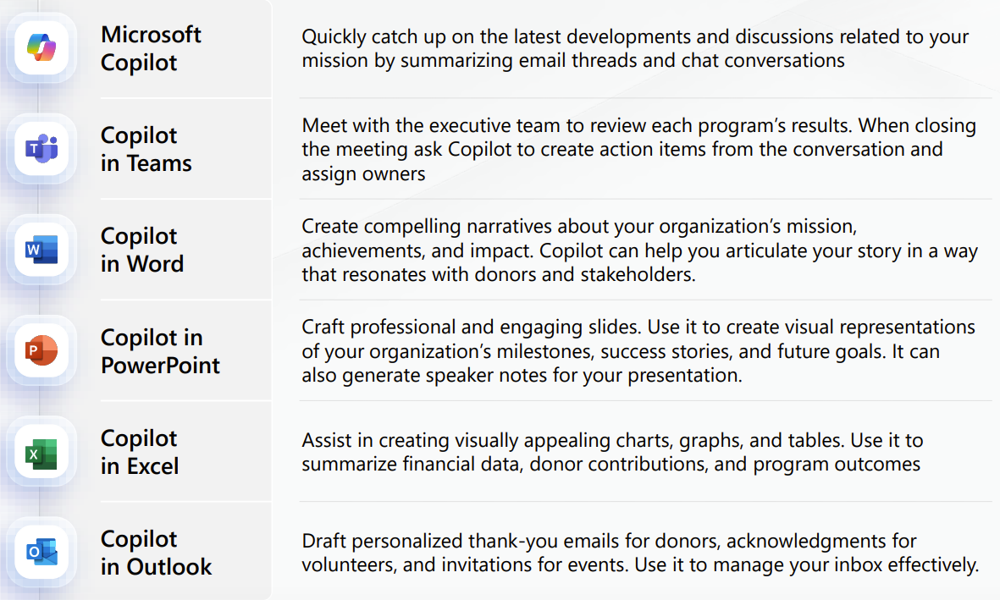 Microsoft
Copilot
Quickly catch up on the latest developments and discussions related to your
mission by summarizing email threads and chat conversations
T
Copilot
in Teams
Meet with the executive team to review each program’s results. When closing
the meeting ask Copilot to create action items from the conversation and
assign owners
W
Copilot
in Word
Create compelling narratives about your organization’s mission,
achievements, and impact. Copilot can help you articulate your story in a way
that resonates with donors and stakeholders.
P
Copilot in
PowerPoint
Craft professional and engaging slides. Use it to create visual representations
of your organization’s milestones, success stories, and future goals. It can
also generate speaker notes for your presentation.
X
Copilot
in Excel
Assist in creating visually appealing charts, graphs, and tables. Use it to
summarize financial data, donor contributions, and program outcomes
O
Copilot
in Outlook
Draft personalized thank-you emails for donors, acknowledgments for
volunteers, and invitations for events. Use it to manage your inbox effectively.